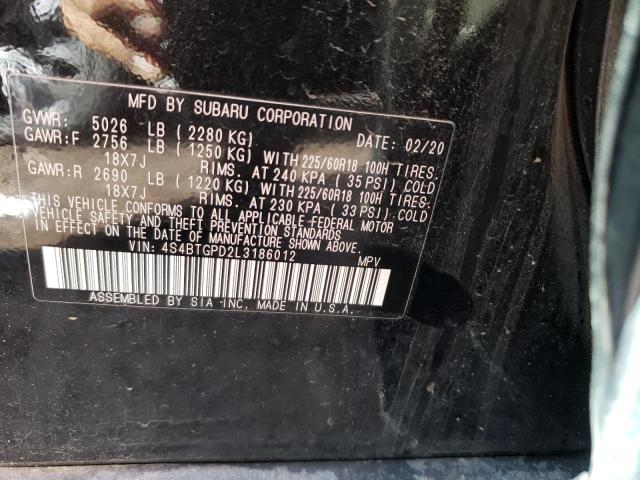 MFD BY SUBARU CORPORATION
GVWR: 5026 LB (2280 KG) DATE: 02/20
GAWR:F 2756 LB (1250 KG) WITH 225/60R18 100H TIRES.
18X7J RIMS. AT 240 KPA (35 PSI) COLD
GAWR:R 2690 LB (1220 KG) WITH 225/60R18 100H TIRES.
18X7J RIMS. AT 230 KPA (33 PSI) COLD
THIS VEHICLE CONFORMS TO ALL APPLICABLE FEDERAL MOTOR
VEHICLE SAFETY AND THEFT PREVENTION STANDARDS
IN EFFECT ON THE DATE OF MANUFACTURE SHOWN ABOVE.
VIN: 4S4BTGPD2L3186012 MPV
ASSEMBLED BY SIA INC. MADE IN U.S.A.